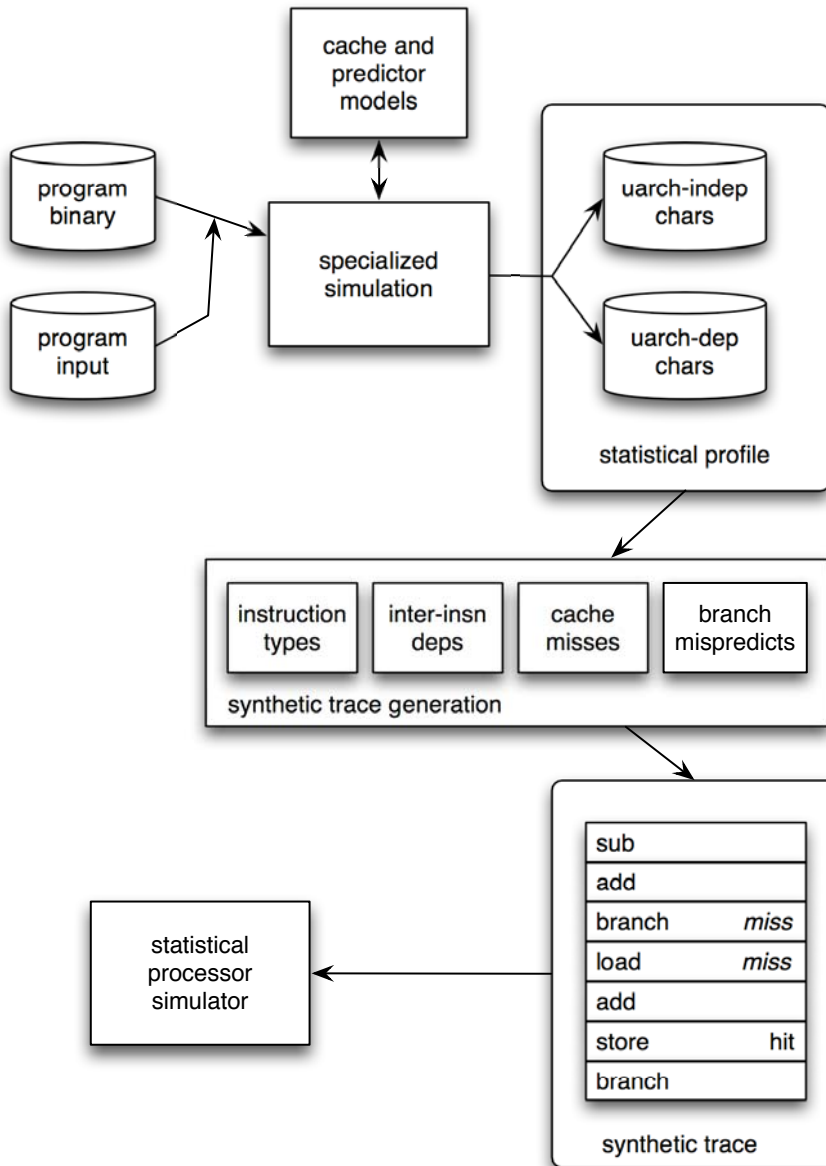 cache and
predictor
models
program
binary
uarch-indep
chars
specialized
simulation
program
input
uarch-dep
chars
statistical profile
instruction
types
inter-insn
deps
cache
misses
branch
mispredicts
synthetic trace generation
sub
add
branch miss
load miss
add
store hit
branch
statistical
processor
simulator
synthetic trace